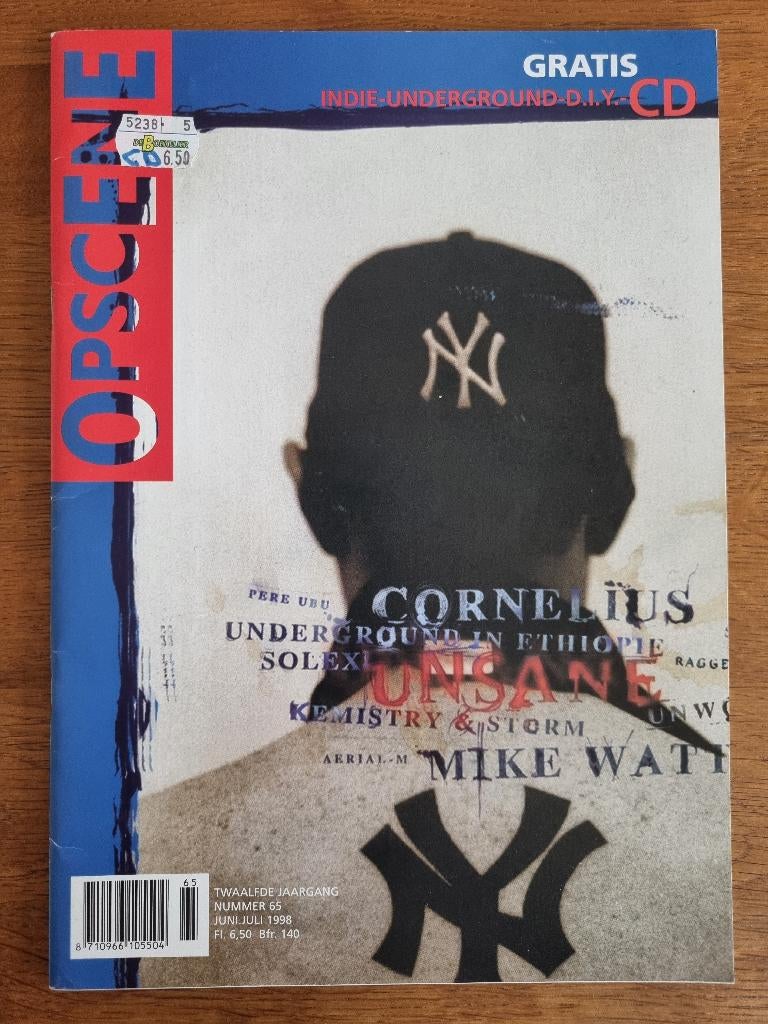 OPSCENE
GRATIS
INDIE-UNDERGROUND-D.I.Y.-CD
5238 5
6.50
NY
PERE UBU
CORNELIUS
UNDERGROUND IN ETHIOPIE
SOLEX
UNSANE
RAGGE
KEMISTRY & STORM
UNWO
AERIAL-M
MIKE WATT
NY
65
8 710966 105504
TWAALFDE JAARGANG
NUMMER 65
JUNI.JULI 1998
Fl. 6,50 Bfr. 140